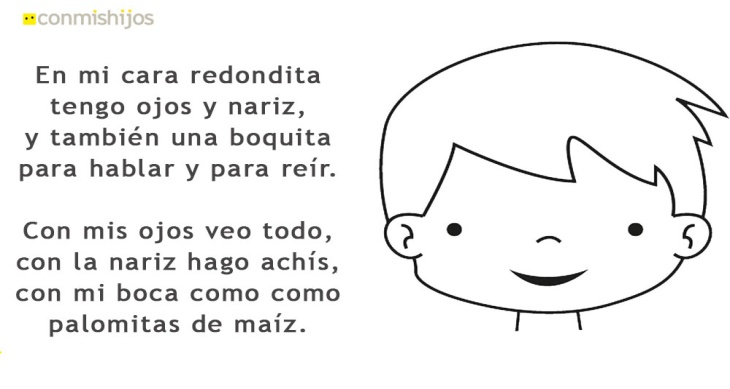 conmishijos
En mi cara redondita
tengo ojos y nariz,
y también una boquita
para hablar y para reír.
Con mis ojos veo todo,
con la nariz hago achís,
con mi boca como como
palomitas de maíz.